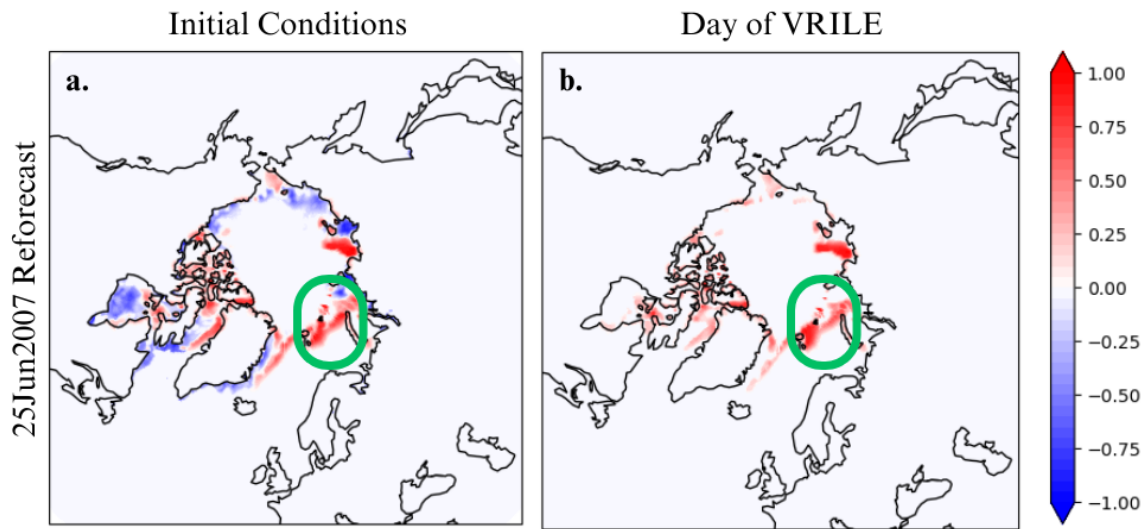 Initial Conditions
Day of VRILE
25Jun2007 Reforecast
a.
b.
1.00
0.75
0.50
0.25
0.00
−0.25
−0.50
−0.75
−1.00